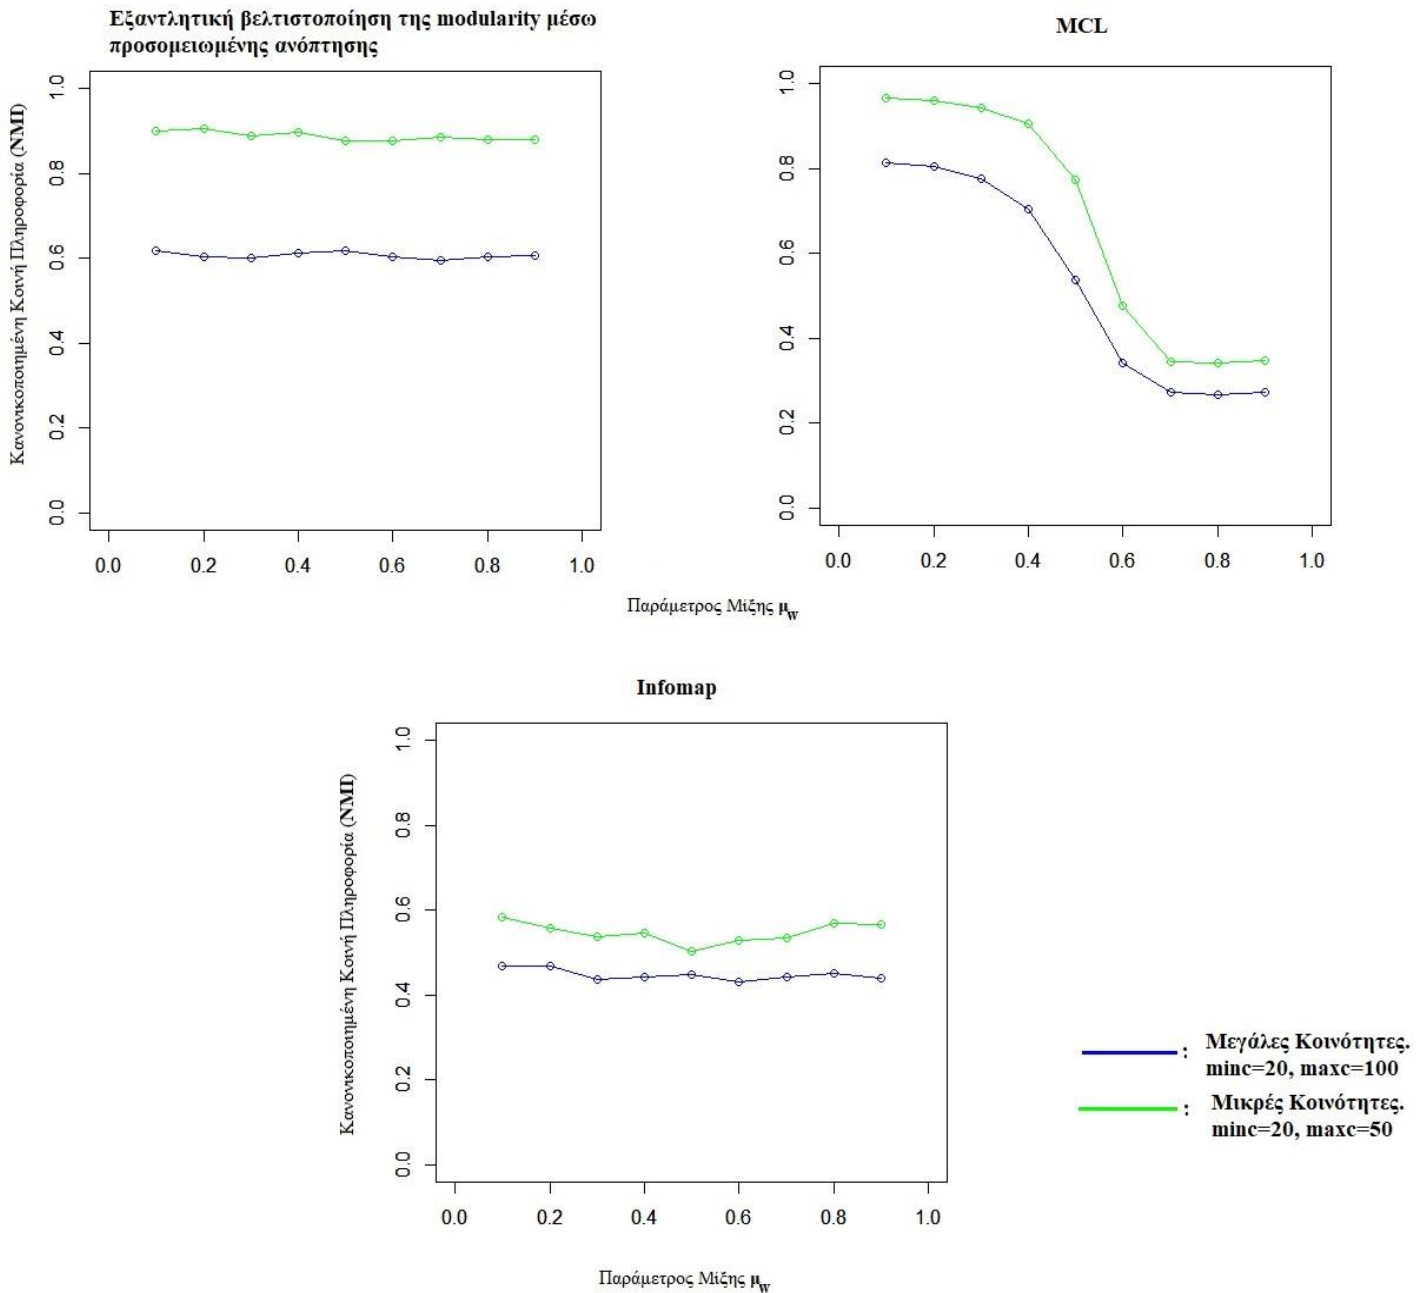 Εξαντλητική βελτιστοποίηση της modularity μέσω
προσομειωμένης ανόπτησης
Κανονικοποιημένη Κοινή Πληροφορία (NMI)
1.0
0.8
0.6
0.4
0.2
0.0
0.0 0.2 0.4 0.6 0.8 1.0
MCL
1.0
0.8
0.6
0.4
0.2
0.0
0.0 0.2 0.4 0.6 0.8 1.0
Παράμετρος Μίξης μw
Infomap
Κανονικοποιημένη Κοινή Πληροφορία (NMI)
1.0
0.8
0.6
0.4
0.2
0.0
0.0 0.2 0.4 0.6 0.8 1.0
Παράμετρος Μίξης μw
: Μεγάλες Κοινότητες.
minc=20, maxc=100
: Μικρές Κοινότητες.
minc=20, maxc=50